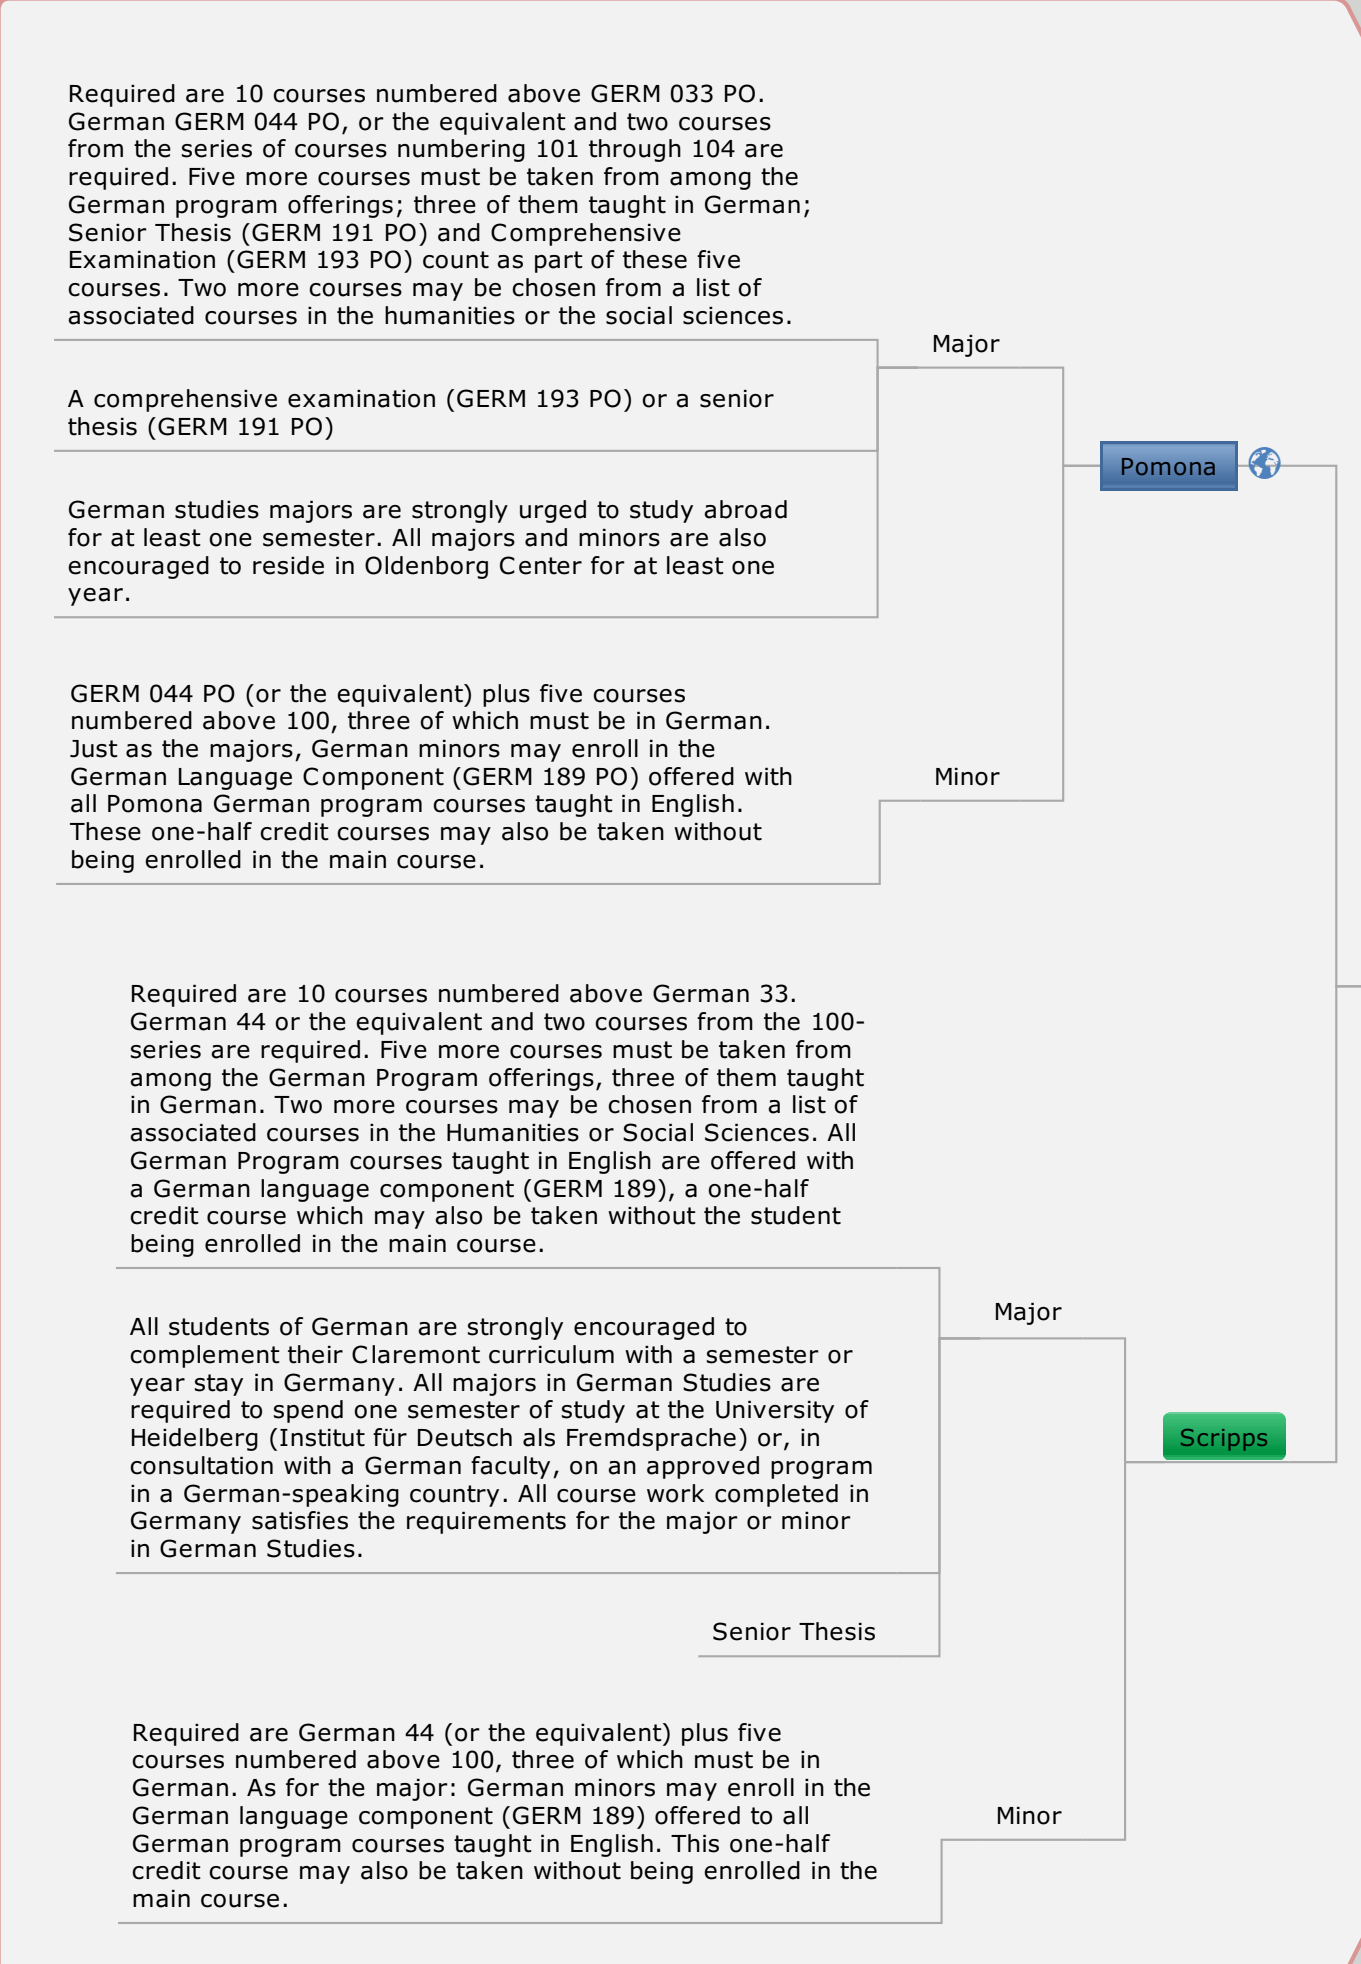 Required are 10 courses numbered above GERM 033 PO.
German GERM 044 PO, or the equivalent and two courses
from the series of courses numbering 101 through 104 are
required. Five more courses must be taken from among the
German program offerings; three of them taught in German;
Senior Thesis (GERM 191 PO) and Comprehensive
Examination (GERM 193 PO) count as part of these five
courses. Two more courses may be chosen from a list of
associated courses in the humanities or the social sciences.
Major
A comprehensive examination (GERM 193 PO) or a senior
thesis (GERM 191 PO)
Pomona
German studies majors are strongly urged to study abroad
for at least one semester. All majors and minors are also
encouraged to reside in Oldenborg Center for at least one
year.
GERM 044 PO (or the equivalent) plus five courses
numbered above 100, three of which must be in German.
Just as the majors, German minors may enroll in the
German Language Component (GERM 189 PO) offered with
all Pomona German program courses taught in English.
These one-half credit courses may also be taken without
being enrolled in the main course.
Minor
Required are 10 courses numbered above German 33.
German 44 or the equivalent and two courses from the 100-
series are required. Five more courses must be taken from
among the German Program offerings, three of them taught
in German. Two more courses may be chosen from a list of
associated courses in the Humanities or Social Sciences. All
German Program courses taught in English are offered with
a German language component (GERM 189), a one-half
credit course which may also be taken without the student
being enrolled in the main course.
Major
All students of German are strongly encouraged to
complement their Claremont curriculum with a semester or
year stay in Germany. All majors in German Studies are
required to spend one semester of study at the University of
Heidelberg (Institut für Deutsch als Fremdsprache) or, in
consultation with a German faculty, on an approved program
in a German-speaking country. All course work completed in
Germany satisfies the requirements for the major or minor
in German Studies.
Scripps
Senior Thesis
Required are German 44 (or the equivalent) plus five
courses numbered above 100, three of which must be in
German. As for the major: German minors may enroll in the
German language component (GERM 189) offered to all
German program courses taught in English. This one-half
credit course may also be taken without being enrolled in the
main course.
Minor